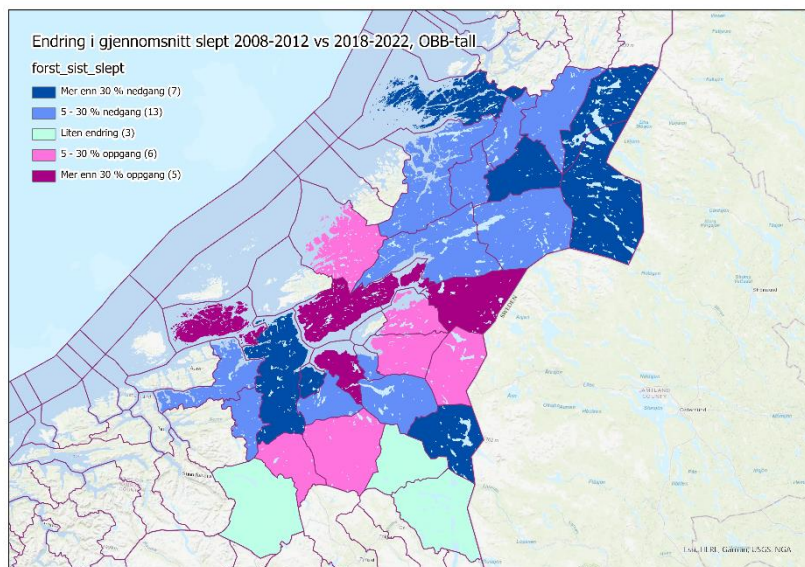 Endring i gjennomsnitt slept 2008-2012 vs 2018-2022, OBB-tall
forst_sist_slept
Mer enn 30 % nedgang (7)
5 - 30 % nedgang (13)
Liten endring (3)
5 - 30 % oppgang (6)
Mer enn 30 % oppgang (5)
SWEDEN
Esri, HERE, Garmin, USGS, NGA